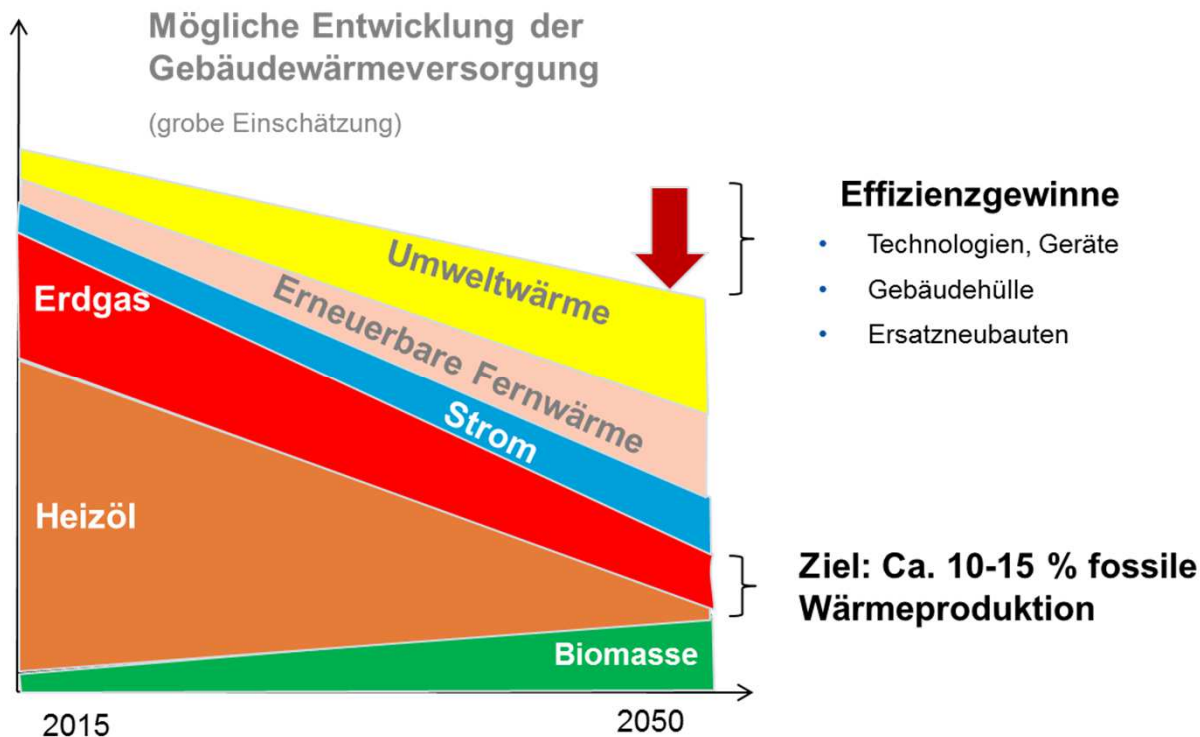 Mögliche Entwicklung der
Gebäudewärmeversorgung
(grobe Einschätzung)
Effizienzgewinne
• Technologien, Geräte
• Gebäudehülle
• Ersatzneubauten
Umweltwärme
Erneuerbare Fernwärme
Strom
Erdgas
Heizöl
Biomasse
Ziel: Ca. 10-15 % fossile
Wärmeproduktion
2015
2050